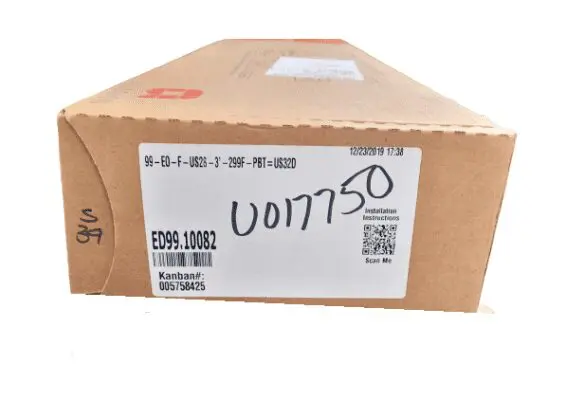 99-EO-F-US26-3'-299F-PBT=US32D
12/23/2019 17:38
U017750
Installation
Instructions
ED99.10082
Scan Me
Kanban#:
005758425